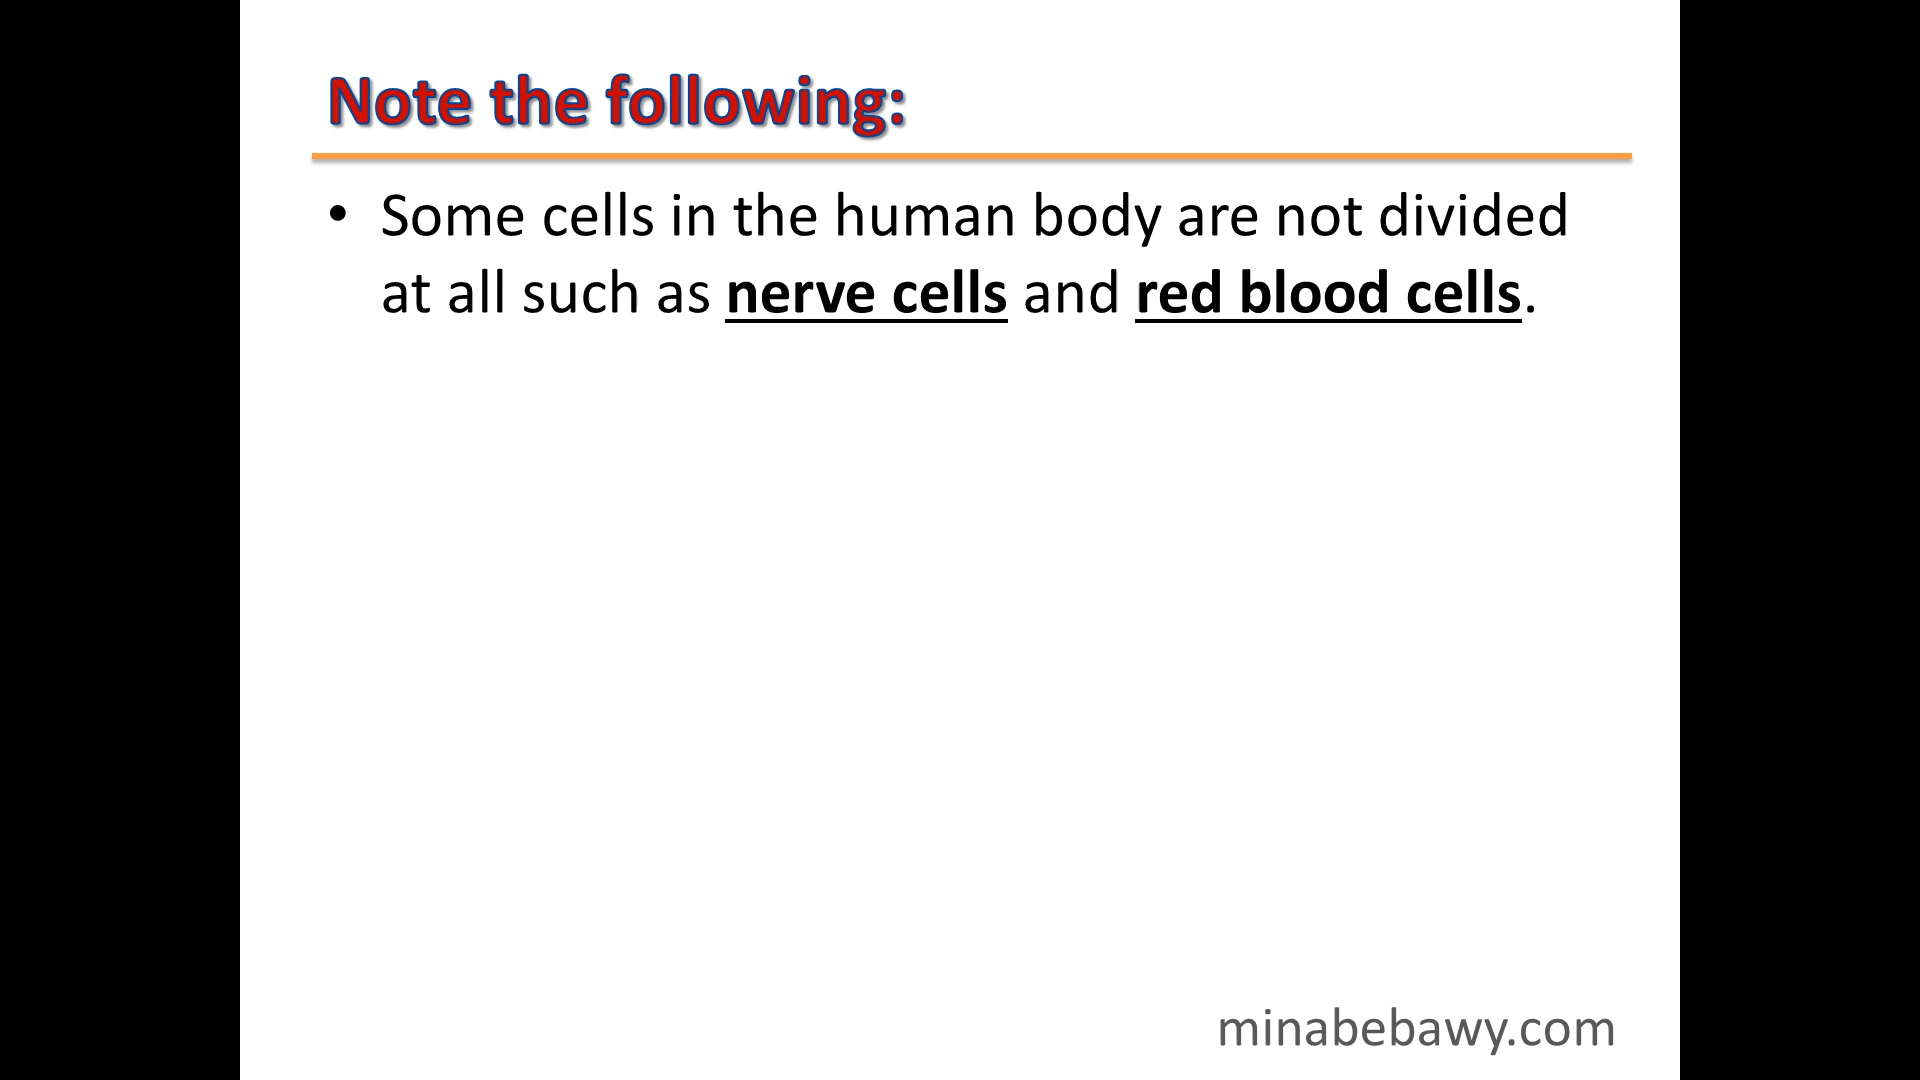 Note the following:
• Some cells in the human body are not divided
at all such as nerve cells and red blood cells.
minabebawy.com